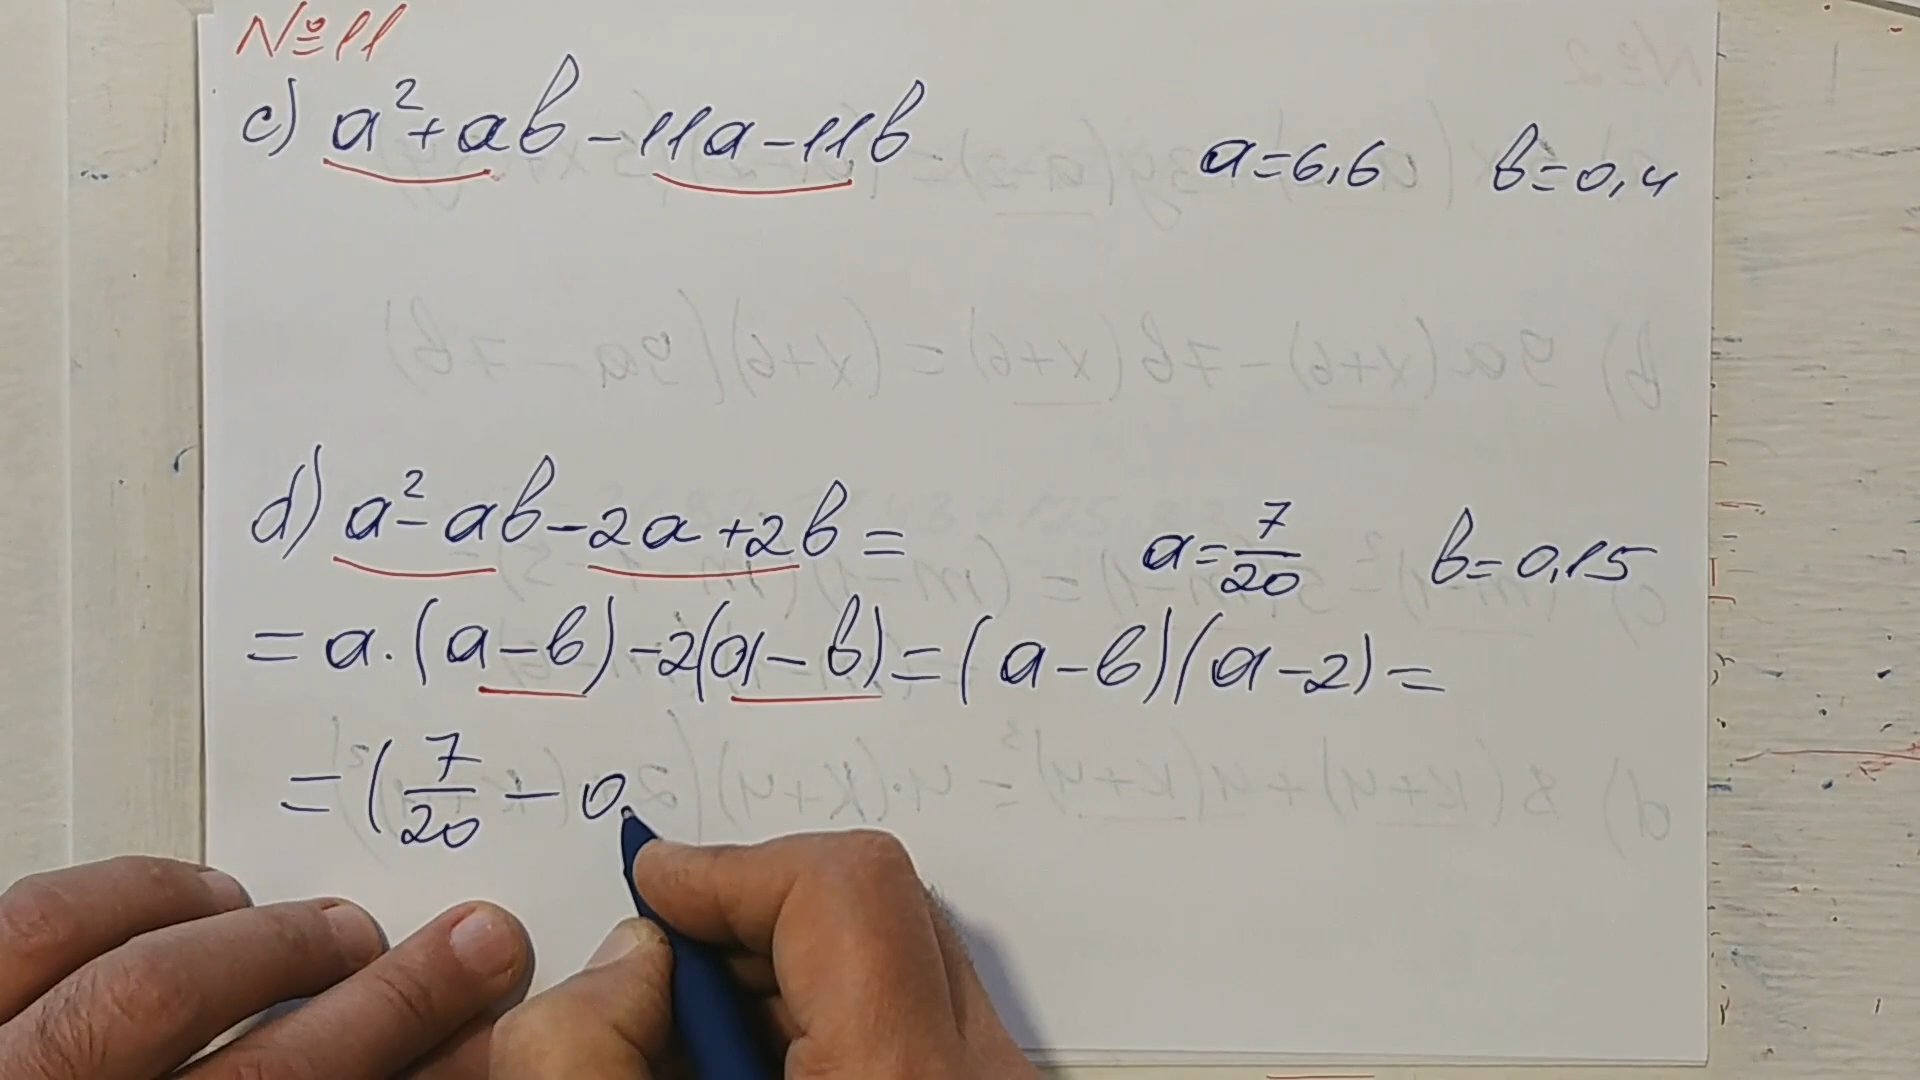 №11
c) a²+ab-11a-11b a=6,6 b=0,4
d) a²-ab-2a+2b= a=7/20 b=0,15
=a·(a-b)-2(a-b)=(a-b)(a-2)=
=(7/20-0,